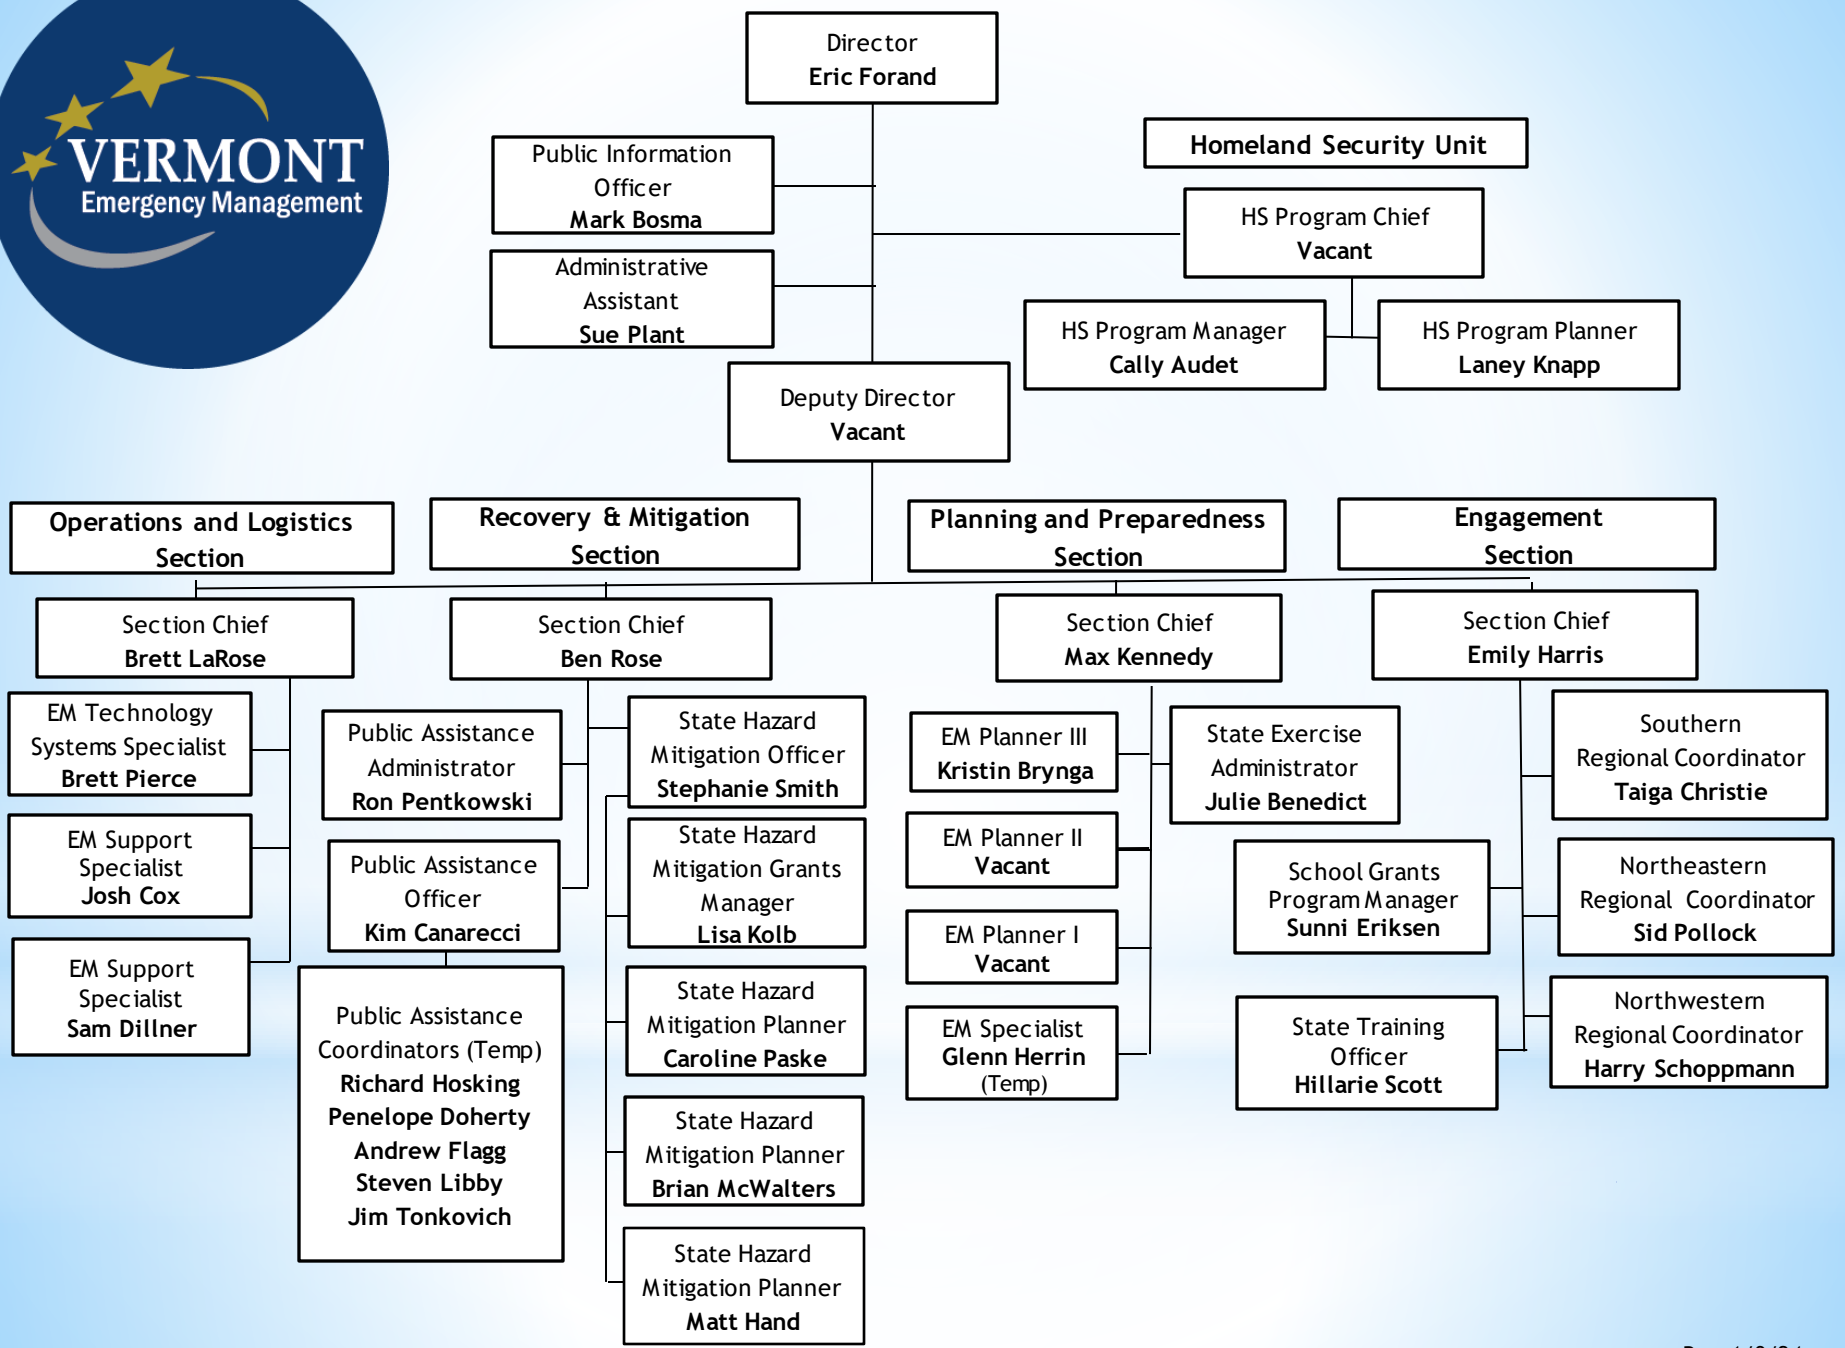 VERMONT
Emergency Management
Director
Eric Forand
Public Information
Officer
Mark Bosma
Administrative
Assistant
Sue Plant
Homeland Security Unit
HS Program Chief
Vacant
HS Program Manager
Cally Audet
HS Program Planner
Laney Knapp
Deputy Director
Vacant
Operations and Logistics
Section
Section Chief
Brett LaRose
EM Technology
Systems Specialist
Brett Pierce
EM Support
Specialist
Josh Cox
EM Support
Specialist
Sam Dillner
Recovery & Mitigation
Section
Section Chief
Ben Rose
Public Assistance
Administrator
Ron Pentkowski
Public Assistance
Officer
Kim Canarecci
Public Assistance
Coordinators (Temp)
Richard Hosking
Penelope Doherty
Andrew Flagg
Steven Libby
Jim Tonkovich
State Hazard
Mitigation Officer
Stephanie Smith
State Hazard
Mitigation Grants
Manager
Lisa Kolb
State Hazard
Mitigation Planner
Caroline Paske
State Hazard
Mitigation Planner
Brian McWalters
State Hazard
Mitigation Planner
Matt Hand
Planning and Preparedness
Section
Section Chief
Max Kennedy
EM Planner III
Kristin Brynga
EM Planner II
Vacant
EM Planner I
Vacant
EM Specialist
Glenn Herrin
(Temp)
State Exercise
Administrator
Julie Benedict
Engagement
Section
Section Chief
Emily Harris
School Grants
Program Manager
Sunni Eriksen
State Training
Officer
Hillarie Scott
Southern
Regional Coordinator
Taiga Christie
Northeastern
Regional Coordinator
Sid Pollock
Northwestern
Regional Coordinator
Harry Schoppmann